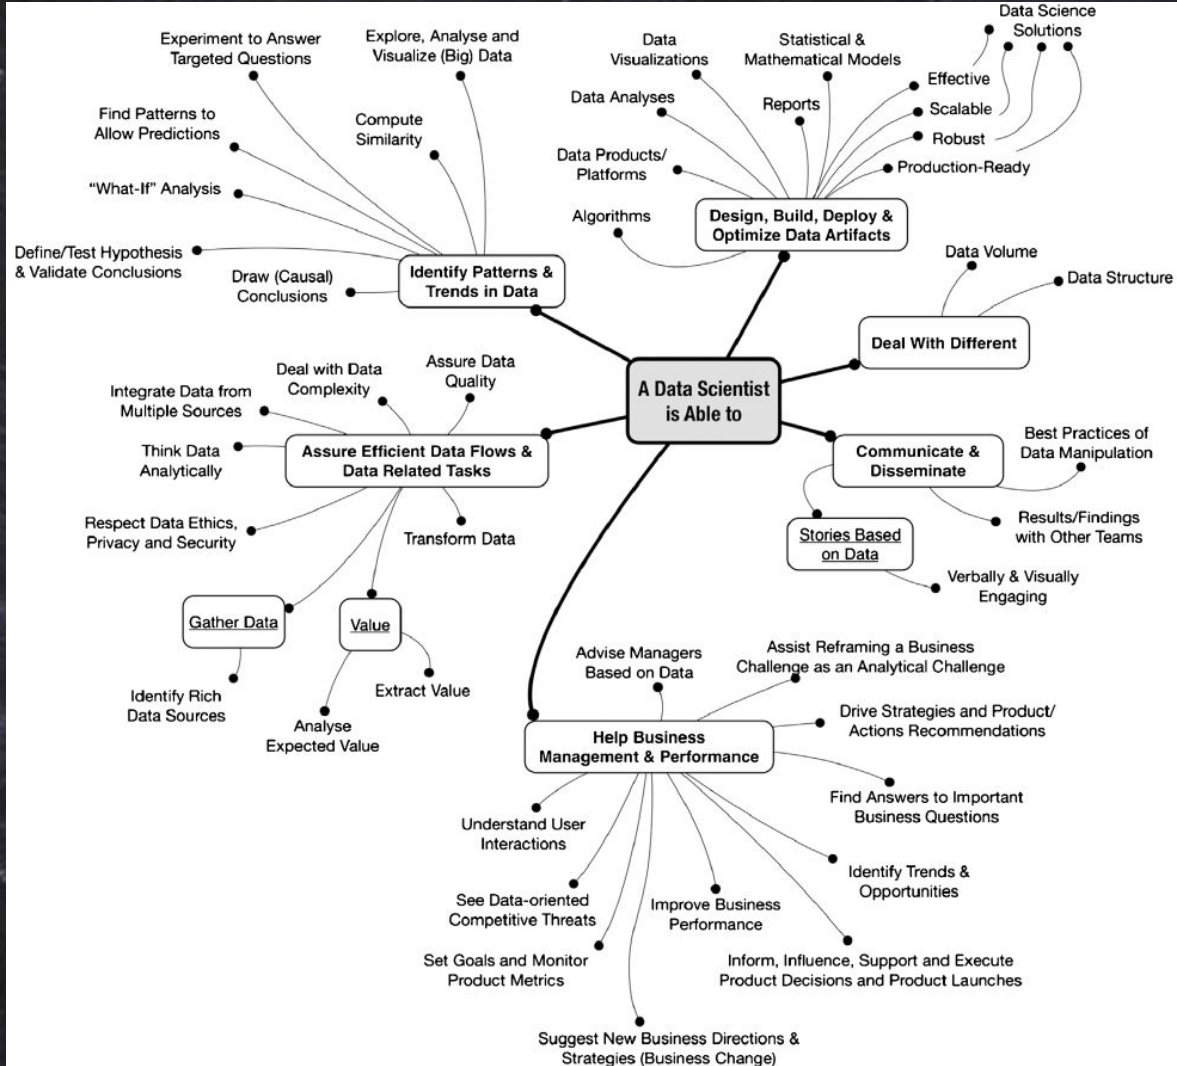 Experiment to Answer
Targeted Questions
Explore, Analyse and
Visualize (Big) Data
Find Patterns to
Allow Predictions
Compute
Similarity
“What-If” Analysis
Define/Test Hypothesis
& Validate Conclusions
Draw (Causal)
Conclusions
Identify Patterns &
Trends in Data
Data
Visualizations
Statistical &
Mathematical Models
Data Science
Solutions
Data Analyses
Reports
Effective
Scalable
Robust
Production-Ready
Data Products/
Platforms
Algorithms
Design, Build, Deploy &
Optimize Data Artifacts
Data Volume
Data Structure
Deal With Different
A Data Scientist
is Able to
Integrate Data from
Multiple Sources
Deal with Data
Complexity
Assure Data
Quality
Think Data
Analytically
Assure Efficient Data Flows &
Data Related Tasks
Respect Data Ethics,
Privacy and Security
Transform Data
Gather Data
Value
Identify Rich
Data Sources
Analyse
Expected Value
Extract Value
Communicate &
Disseminate
Best Practices of
Data Manipulation
Results/Findings
with Other Teams
Stories Based
on Data
Verbally & Visually
Engaging
Advise Managers
Based on Data
Assist Reframing a Business
Challenge as an Analytical Challenge
Drive Strategies and Product/
Actions Recommendations
Help Business
Management & Performance
Find Answers to Important
Business Questions
Understand User
Interactions
Identify Trends &
Opportunities
See Data-oriented
Competitive Threats
Improve Business
Performance
Set Goals and Monitor
Product Metrics
Inform, Influence, Support and Execute
Product Decisions and Product Launches
Suggest New Business Directions &
Strategies (Business Change)